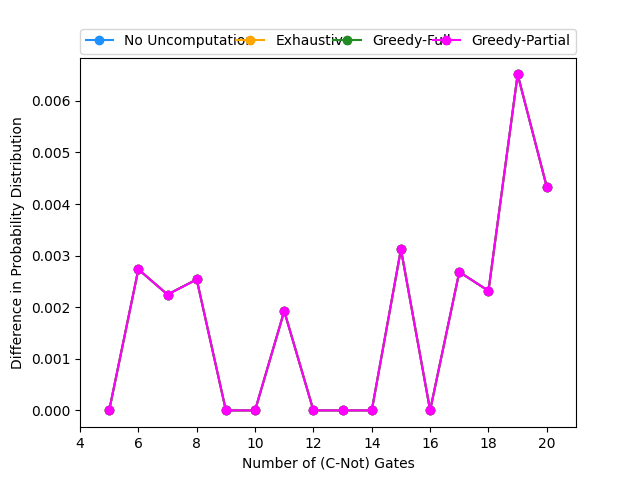 No Uncomputation Exhaustive Greedy-Full Greedy-Partial
Difference in Probability Distribution
0.006
0.005
0.004
0.003
0.002
0.001
0.000
4 6 8 10 12 14 16 18 20
Number of (C-Not) Gates